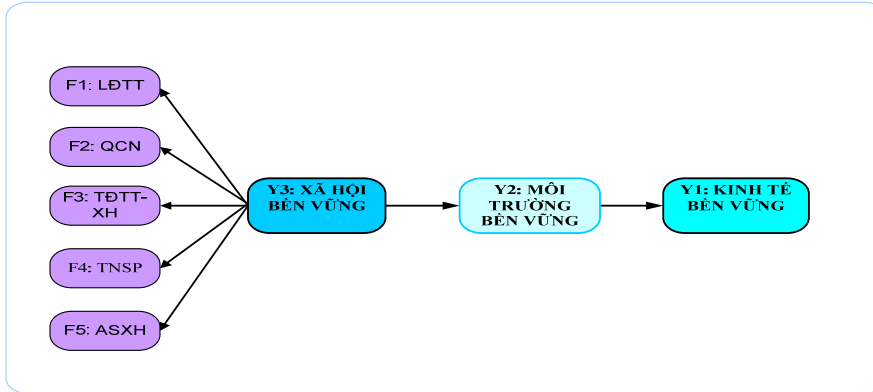 F1: LĐTT
F2: QCN
F3: TĐTT-
XH
F4: TNSP
F5: ASXH
Y3: XÃ HỘI
BỀN VỮNG
Y2: MÔI
TRƯỜNG
BỀN VỮNG
Y1: KINH TẾ
BỀN VỮNG